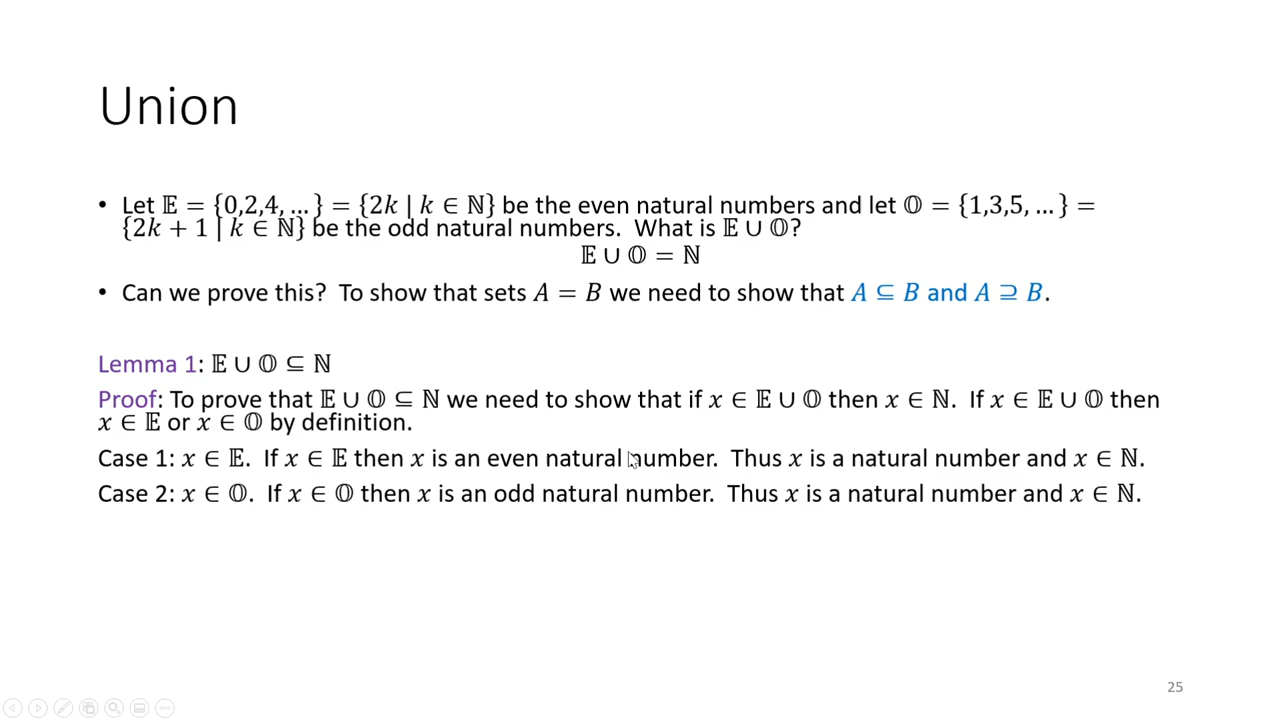 Union
• Let 𝔼 = {0,2,4, … } = {2k | k ∈ ℕ} be the even natural numbers and let 𝕆 = {1,3,5, … } =
{2k + 1 | k ∈ ℕ} be the odd natural numbers. What is 𝔼 ∪ 𝕆?
𝔼 ∪ 𝕆 = ℕ
• Can we prove this? To show that sets A = B we need to show that A ⊆ B and A ⊇ B.
Lemma 1: 𝔼 ∪ 𝕆 ⊆ ℕ
Proof: To prove that 𝔼 ∪ 𝕆 ⊆ ℕ we need to show that if x ∈ 𝔼 ∪ 𝕆 then x ∈ ℕ. If x ∈ 𝔼 ∪ 𝕆 then
x ∈ 𝔼 or x ∈ 𝕆 by definition.
Case 1: x ∈ 𝔼. If x ∈ 𝔼 then x is an even natural number. Thus x is a natural number and x ∈ ℕ.
Case 2: x ∈ 𝕆. If x ∈ 𝕆 then x is an odd natural number. Thus x is a natural number and x ∈ ℕ.
25